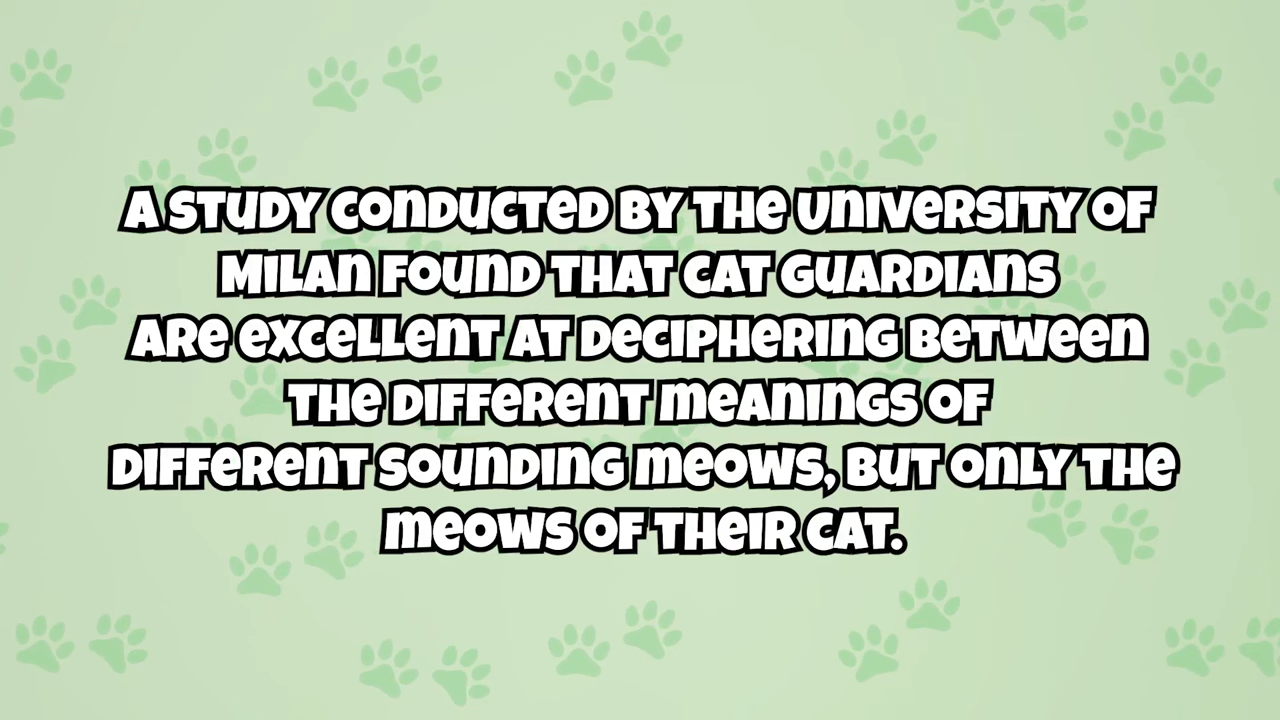 A STUDY CONDUCTED BY THE UNIVERSITY OF
MILAN FOUND THAT CAT GUARDIANS
ARE EXCELLENT AT DECIPHERING BETWEEN
THE DIFFERENT MEANINGS OF
DIFFERENT SOUNDING MEOWS, BUT ONLY THE
MEOWS OF THEIR CAT.